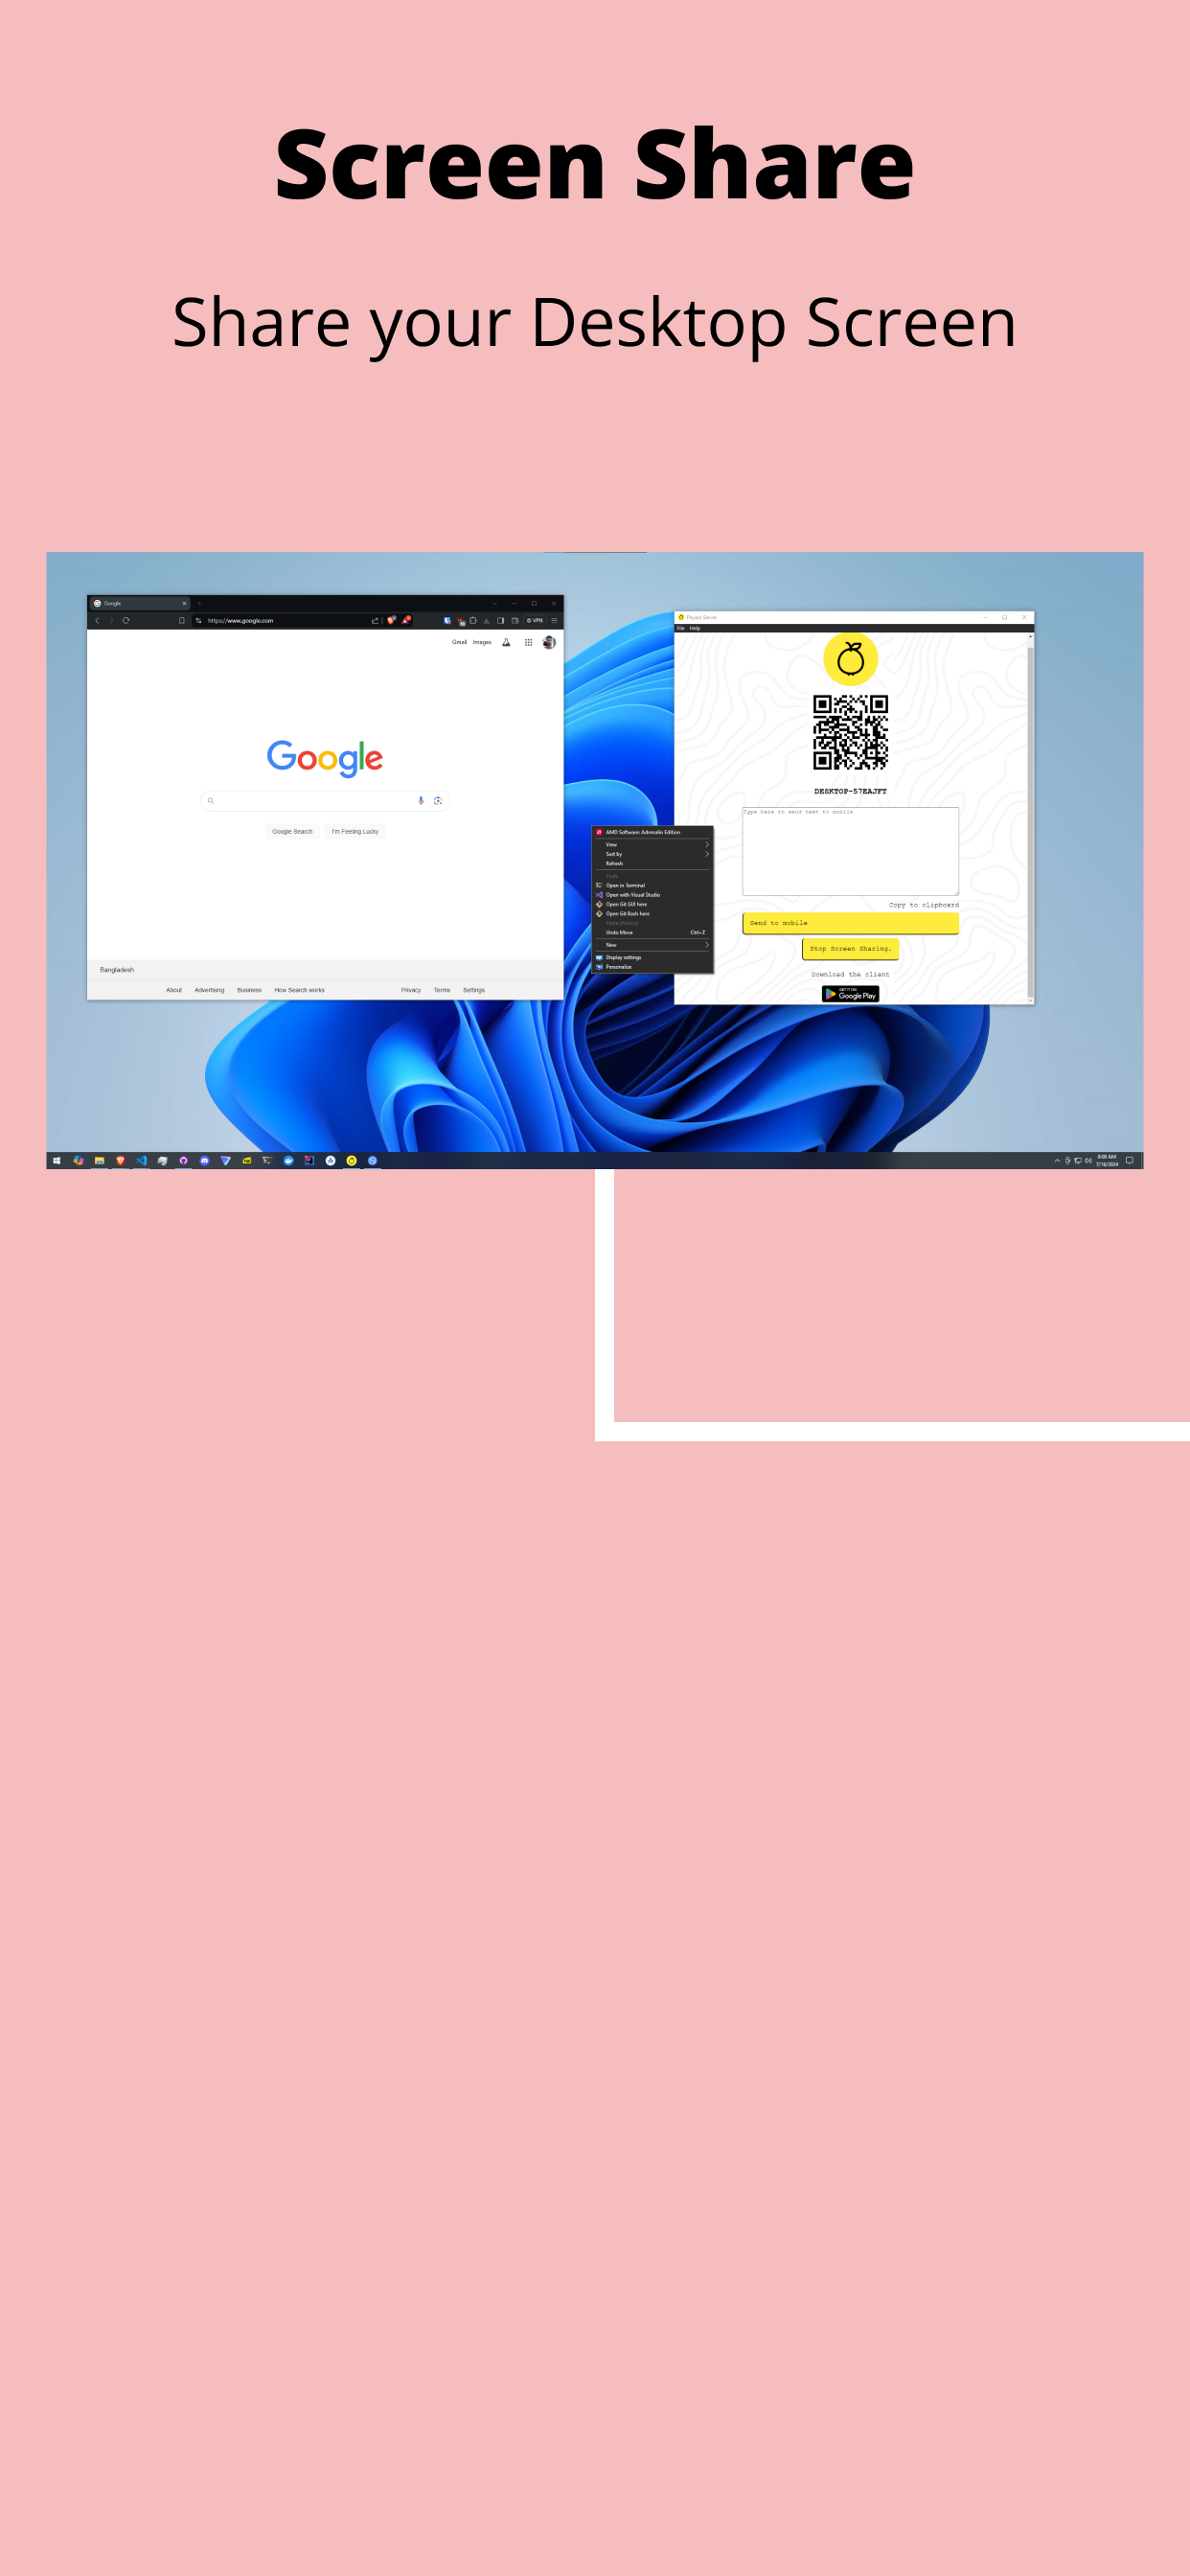 Screen Share
Share your Desktop Screen
Google
https://www.google.com
VPN
Gmail Images
Google
Google Search I'm Feeling Lucky
Bangladesh
About Advertising Business How Search works Privacy Terms Settings
AMD Software: Adrenalin Edition
View
Sort by
Refresh
Paste
Open in Terminal
Open with Visual Studio
Open Git GUI here
Open Git Bash here
Paste shortcut
Undo Move Ctrl+Z
New
Display settings
Personalize
Peyara Server
File Help
DESKTOP-57EAJFT
Type here to send text to mobile
Copy to clipboard
Send to mobile
Stop Screen Sharing.
Download the client
GET IT ON
Google Play
8:08 AM
7/16/2024